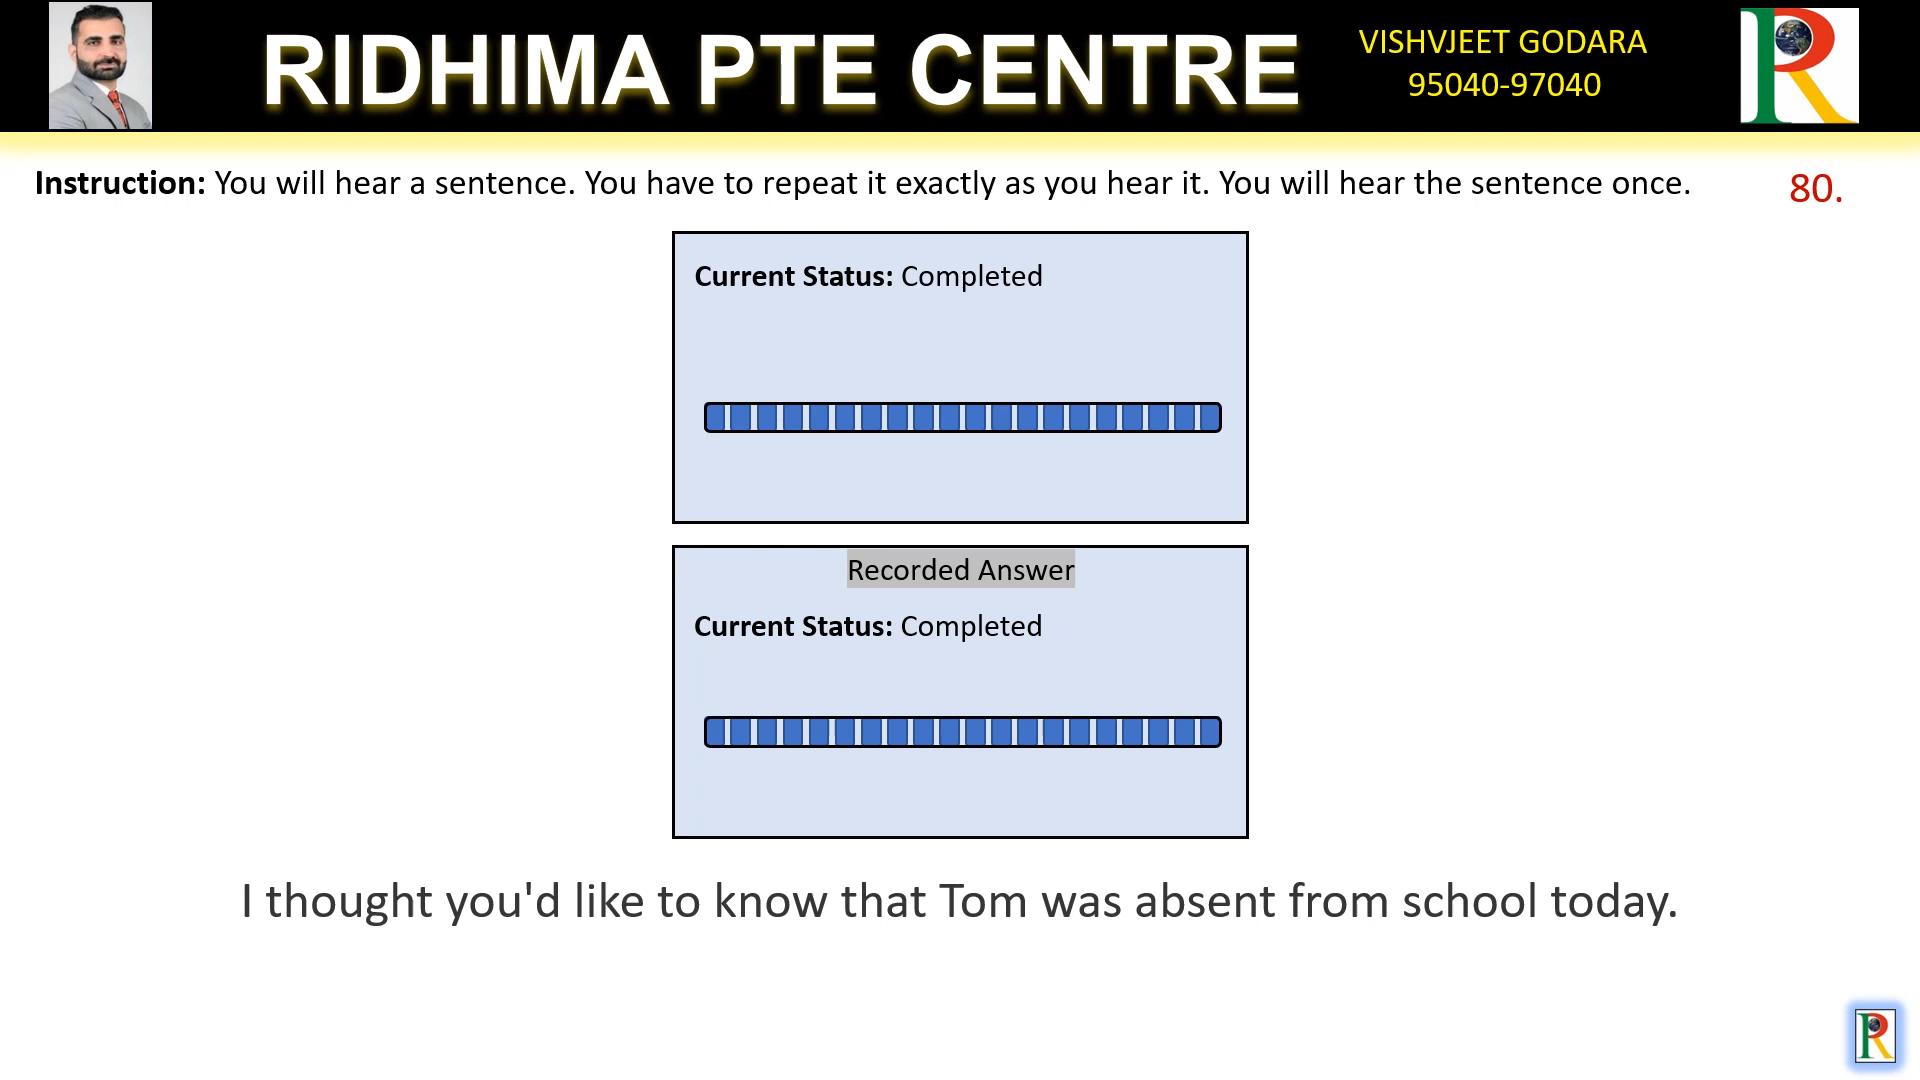 RIDHIMA PTE CENTRE
VISHVJEET GODARA
95040-97040
Instruction: You will hear a sentence. You have to repeat it exactly as you hear it. You will hear the sentence once.
80.
Current Status: Completed
Recorded Answer
Current Status: Completed
I thought you'd like to know that Tom was absent from school today.